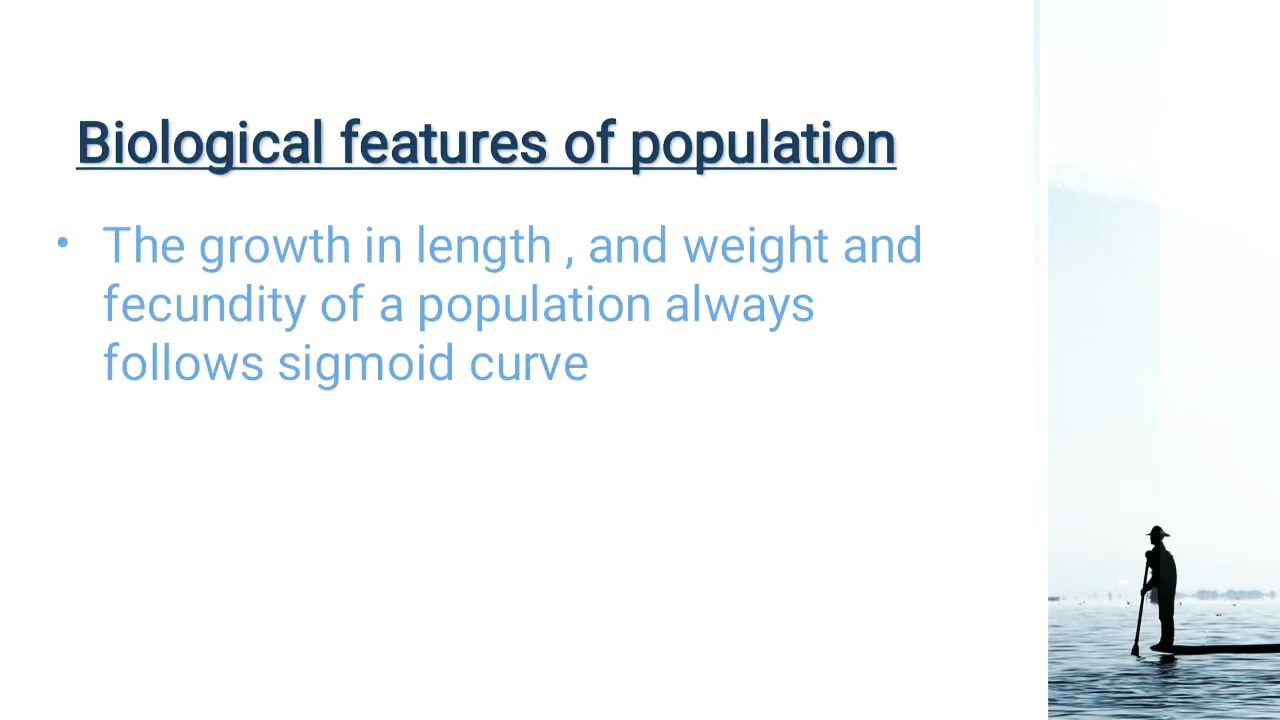 Biological features of population
• The growth in length , and weight and
fecundity of a population always
follows sigmoid curve